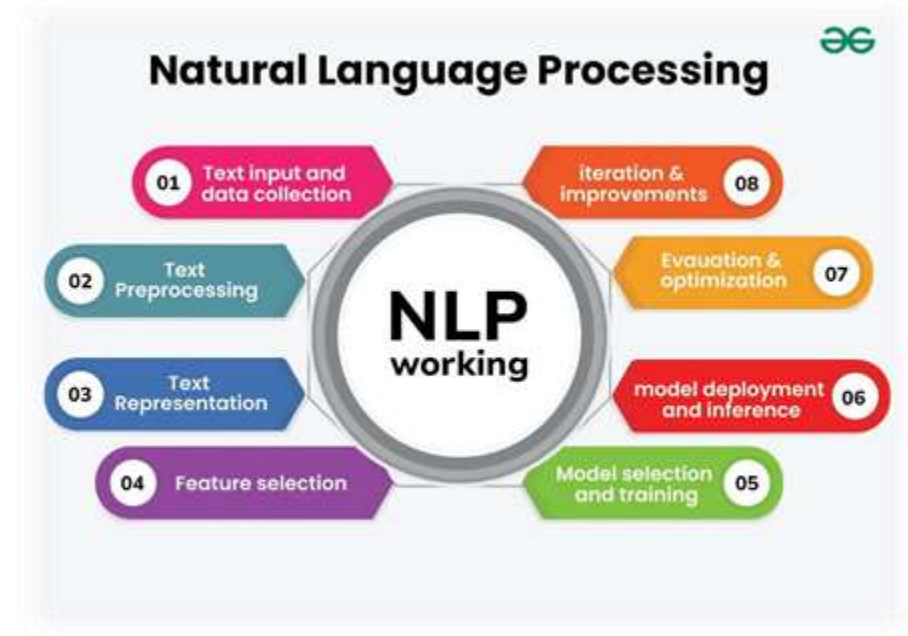 Natural Language Processing
01
Text input and
data collection
02
Text
Preprocessing
03
Text
Representation
04
Feature selection
Model selection
and training
05
model deployment
and inference
06
Evauation &
optimization
07
iteration &
improvements
08
NLP
working